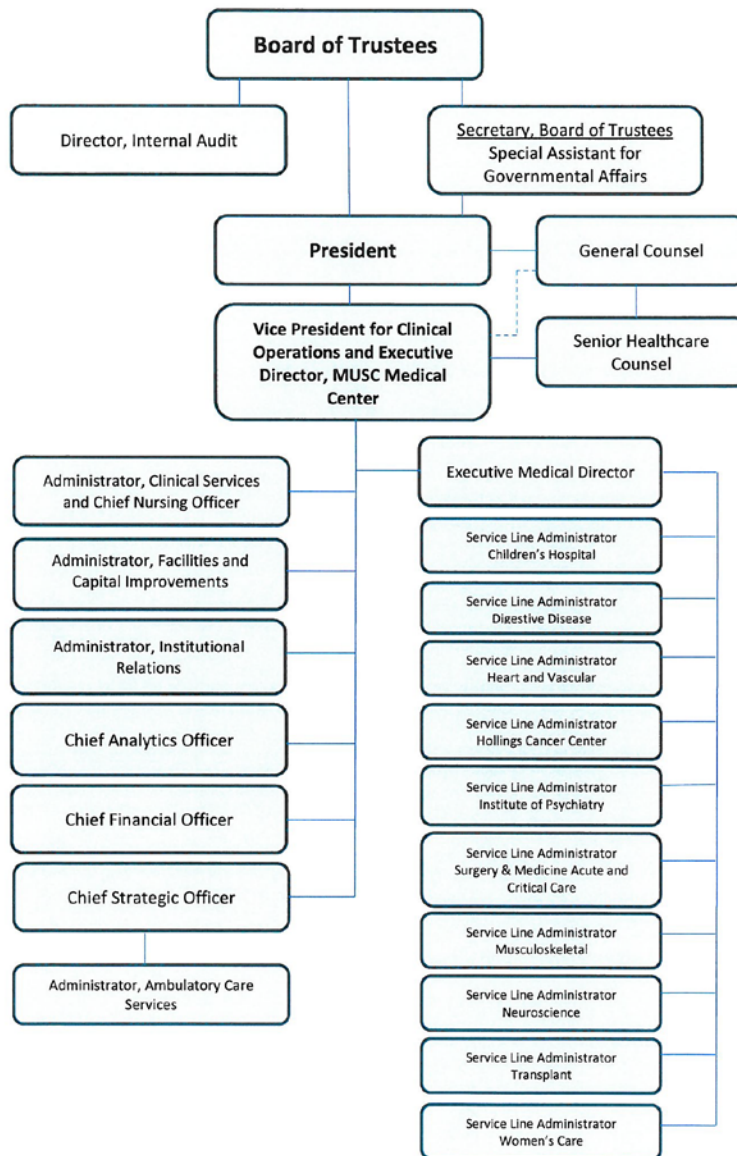 Board of Trustees
Director, Internal Audit
Secretary, Board of Trustees
Special Assistant for
Governmental Affairs
President
General Counsel
Vice President for Clinical
Operations and Executive
Director, MUSC Medical
Center
Senior Healthcare
Counsel
Administrator, Clinical Services
and Chief Nursing Officer
Administrator, Facilities and
Capital Improvements
Administrator, Institutional
Relations
Chief Analytics Officer
Chief Financial Officer
Chief Strategic Officer
Administrator, Ambulatory Care
Services
Executive Medical Director
Service Line Administrator
Children's Hospital
Service Line Administrator
Digestive Disease
Service Line Administrator
Heart and Vascular
Service Line Administrator
Hollings Cancer Center
Service Line Administrator
Institute of Psychiatry
Service Line Administrator
Surgery & Medicine Acute and
Critical Care
Service Line Administrator
Musculoskeletal
Service Line Administrator
Neuroscience
Service Line Administrator
Transplant
Service Line Administrator
Women's Care